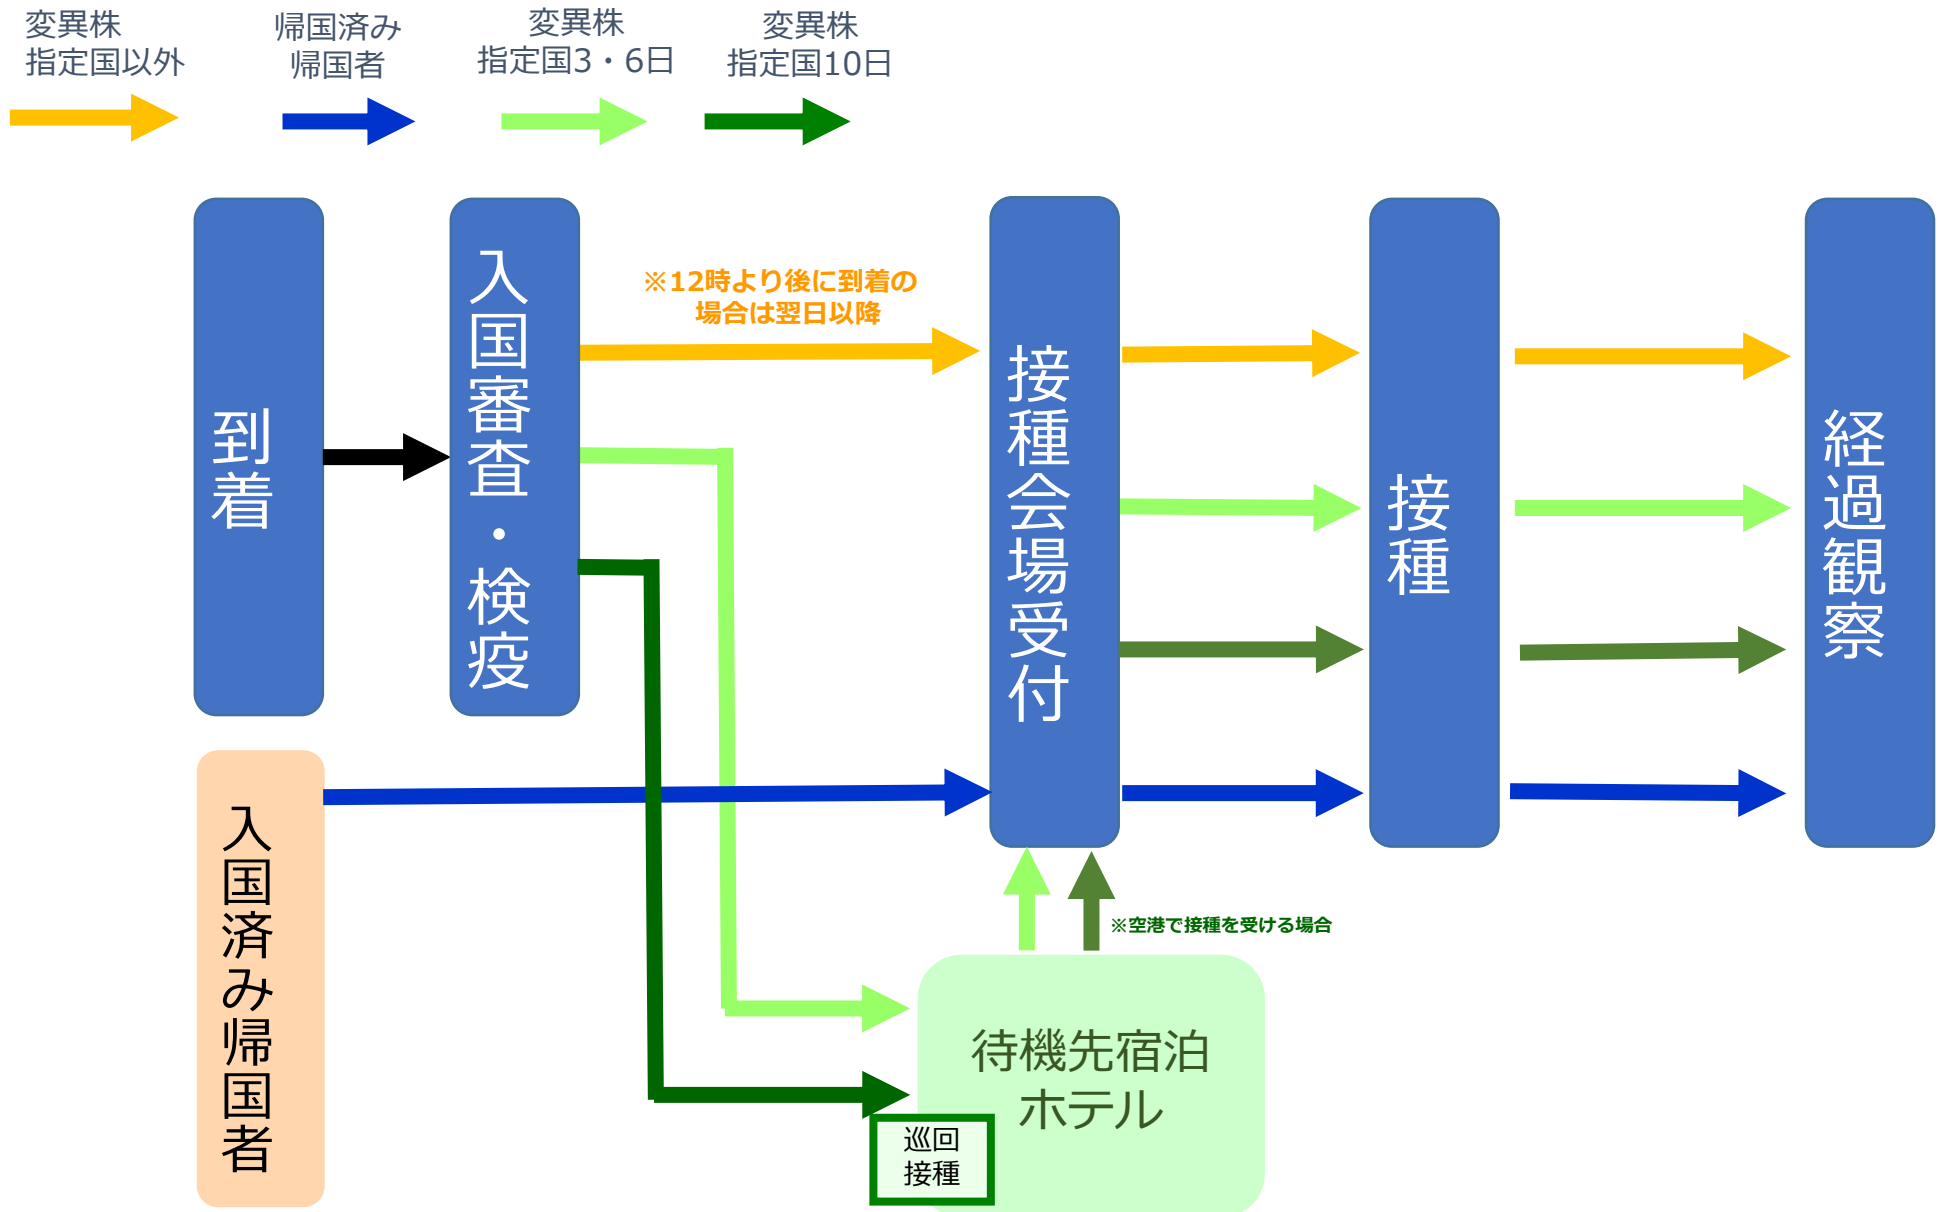 変異株
指定国以外
帰国済み
帰国者
変異株
指定国3・6日
変異株
指定国10日
到着
入国審査・検疫
※12時より後に到着の
場合は翌日以降
接種会場受付
接種
経過観察
入国済み帰国者
※空港で接種を受ける場合
待機先宿泊
ホテル
巡回
接種